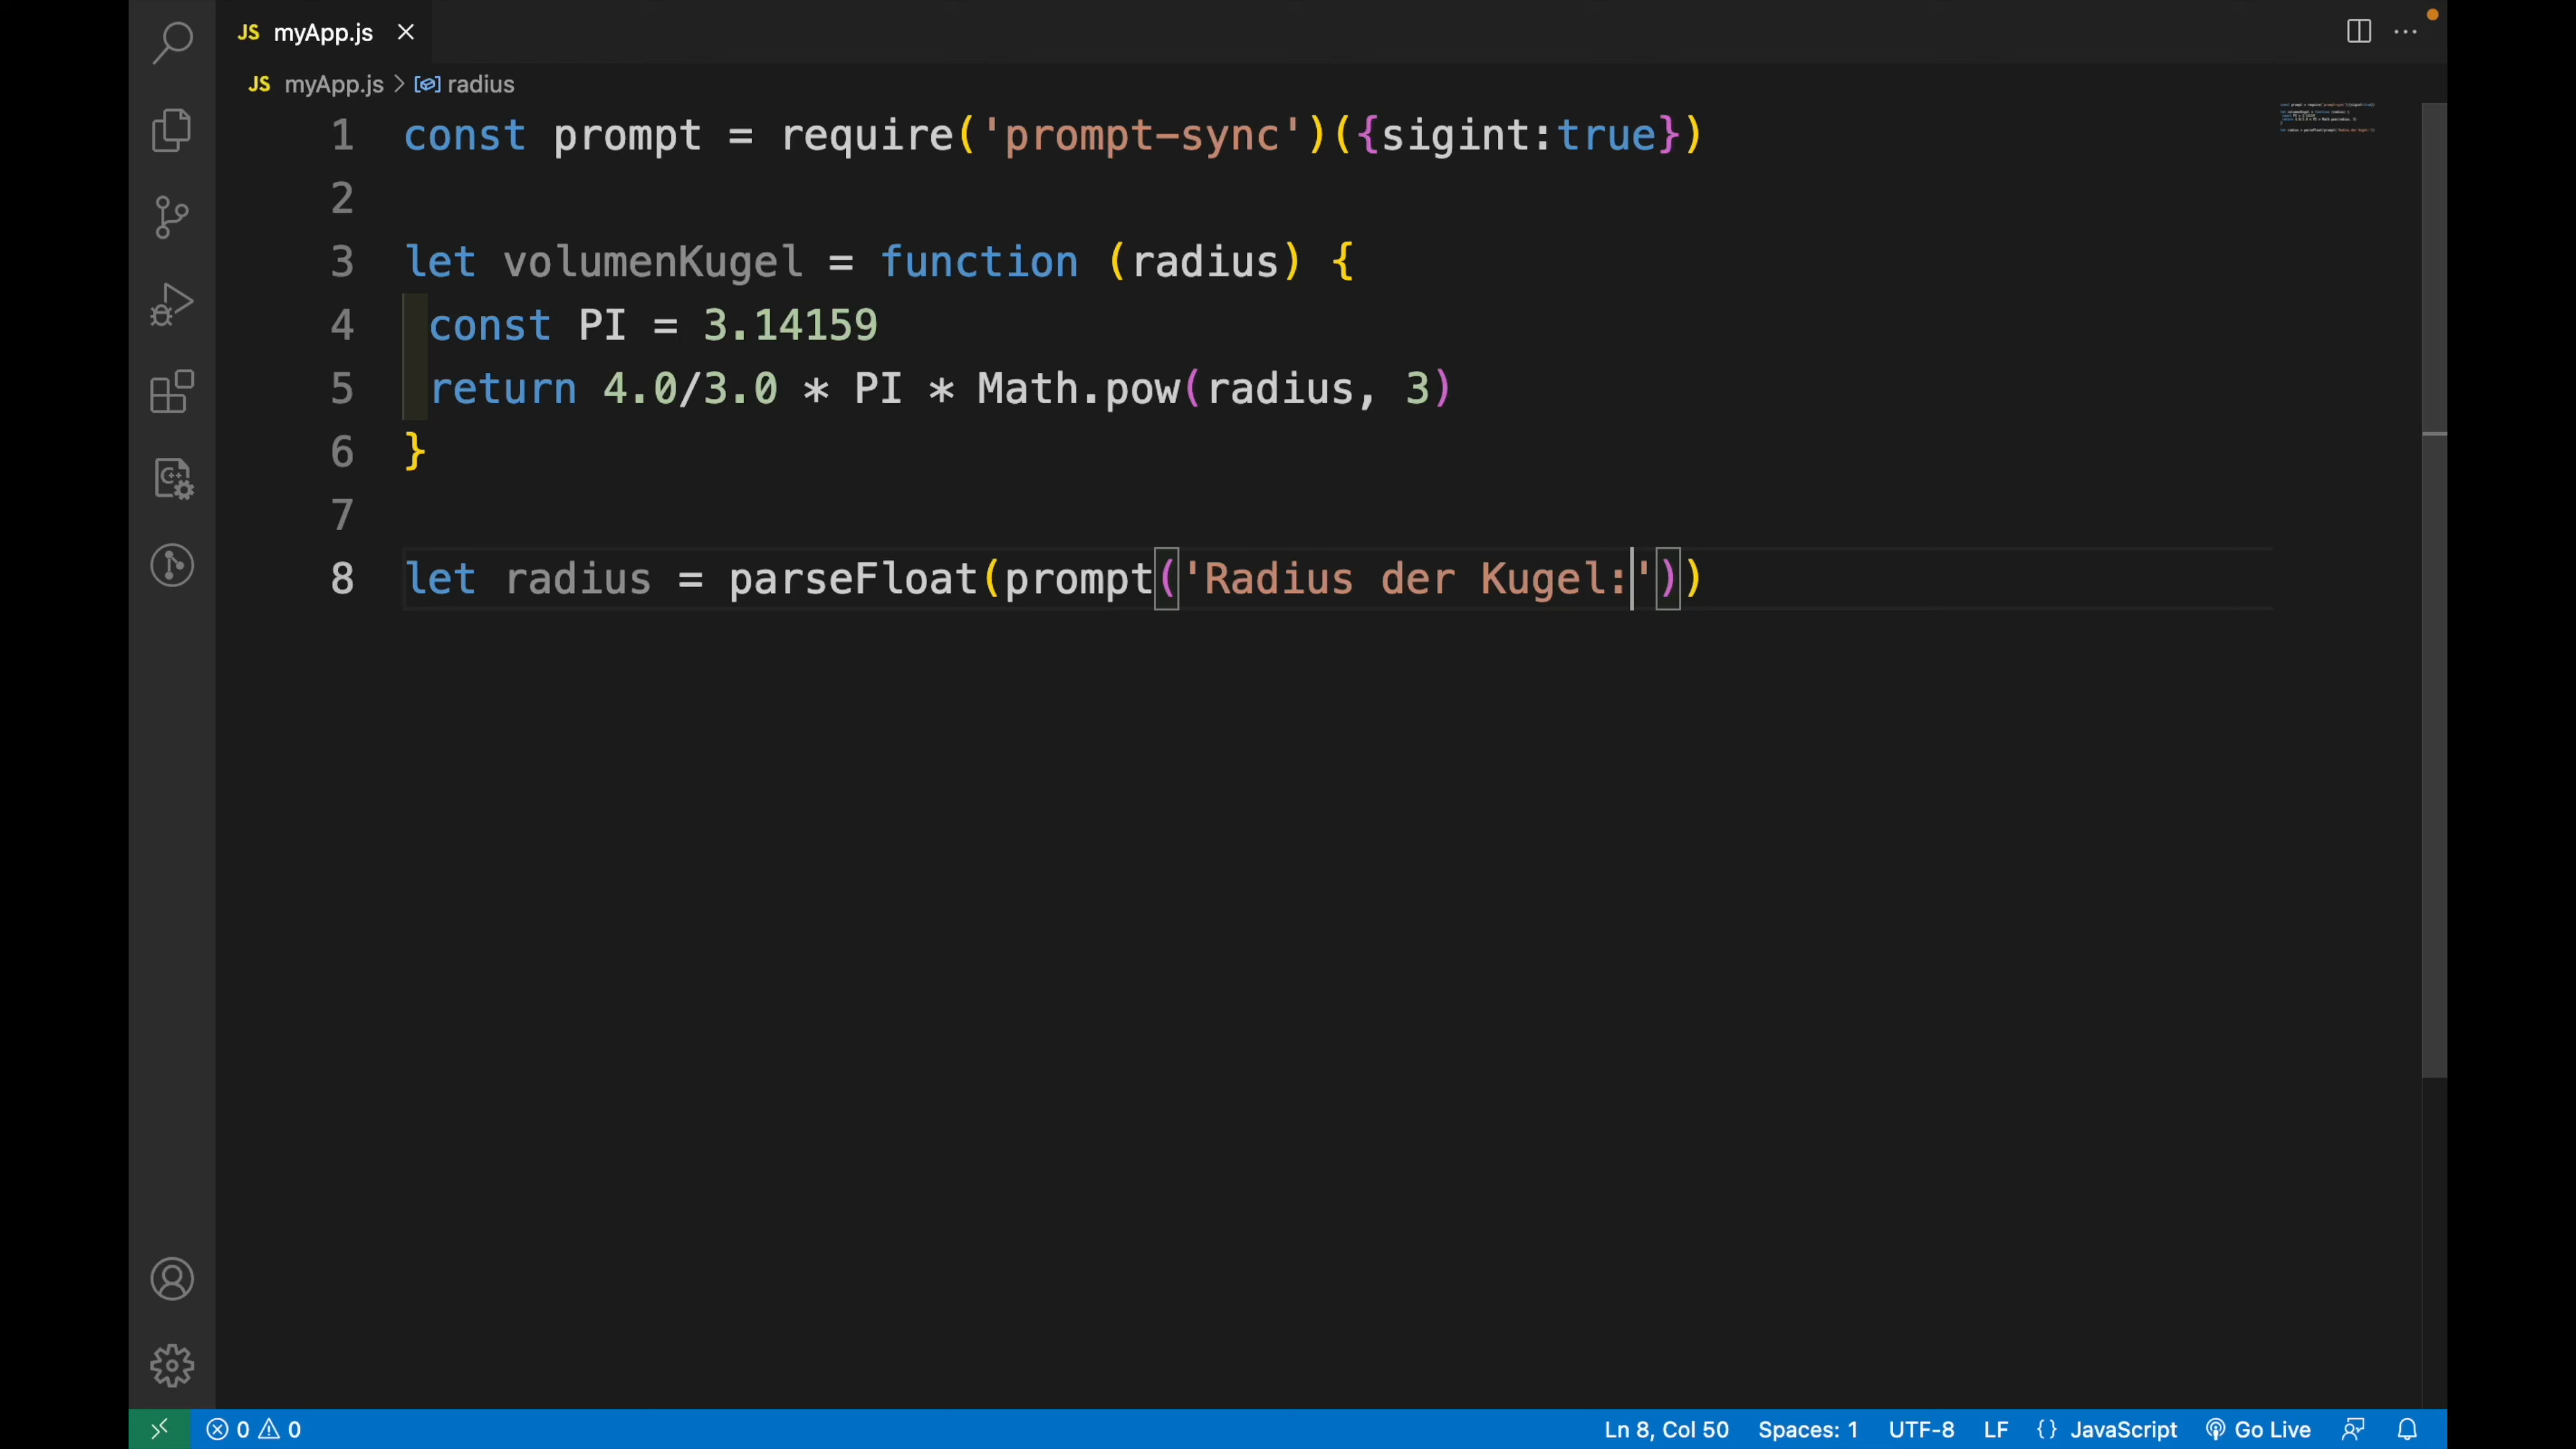 JS myApp.js
JS myApp.js > radius
1 const prompt = require('prompt-sync')({sigint:true})
2
3 let volumenKugel = function (radius) {
4 const PI = 3.14159
5 return 4.0/3.0 * PI * Math.pow(radius, 3)
6 }
7
8 let radius = parseFloat(prompt('Radius der Kugel:'))
0 0 Ln 8, Col 50 Spaces: 1 UTF-8 LF {} JavaScript Go Live